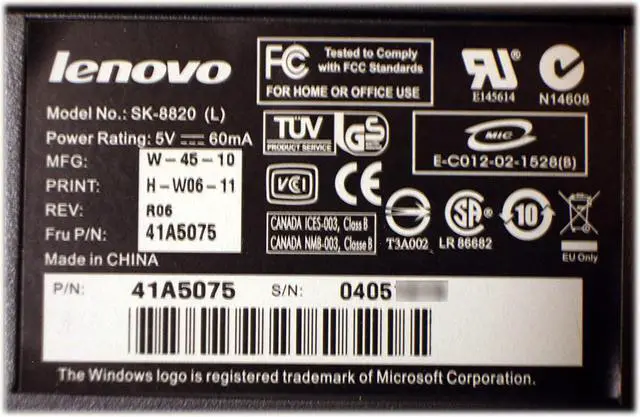 lenovo
Model No.: SK-8820 (L)
Power Rating: 5V ⎓ 60mA
MFG: W-45-10
PRINT: H-W06-11
REV: R06
Fru P/N: 41A5075
Made in CHINA
FC Tested to Comply
with FCC Standards
FOR HOME OR OFFICE USE
E145614
N14608
TÜV
PRODUCT SERVICE
GS
MIC
E-C012-02-1528(B)
VCI
CE
CANADA ICES-003, Class B
CANADA NMB-003, Classe B
T3A002
SA
LR 86682
10
EU Only
P/N: 41A5075 S/N: 0405
The Windows logo is registered trademark of Microsoft Corporation.